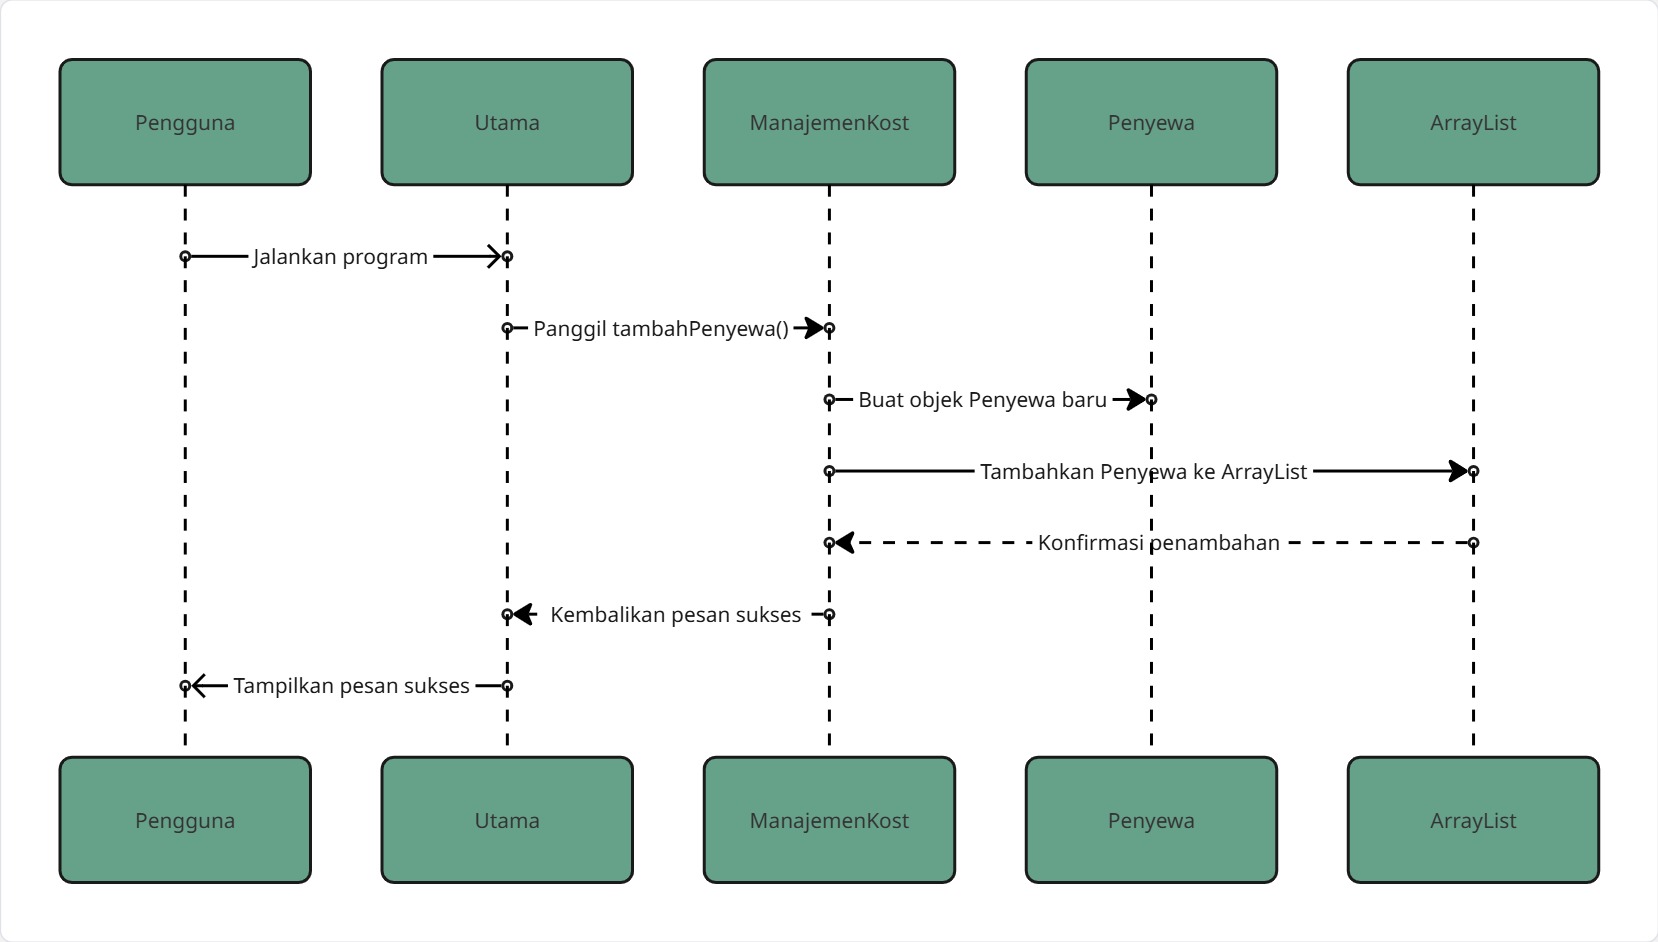 Pengguna
Utama
ManajemenKost
Penyewa
ArrayList
Jalankan program
Panggil tambahPenyewa()
Buat objek Penyewa baru
Tambahkan Penyewa ke ArrayList
Konfirmasi penambahan
Kembalikan pesan sukses
Tampilkan pesan sukses
Pengguna
Utama
ManajemenKost
Penyewa
ArrayList